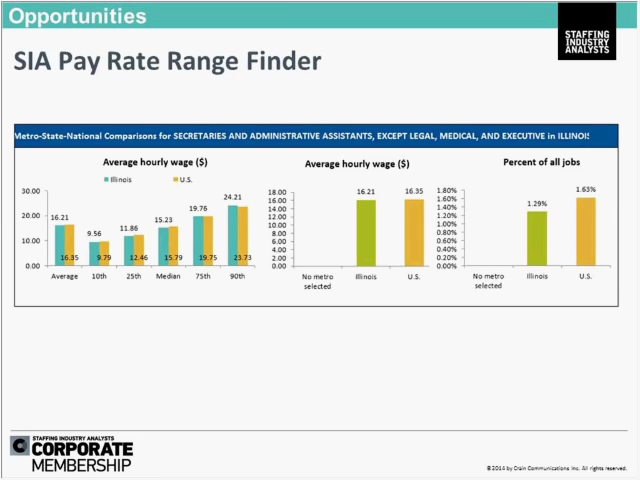 Opportunities
STAFFING
INDUSTRY
ANALYSTS
SIA Pay Rate Range Finder
Metro-State-National Comparisons for SECRETARIES AND ADMINISTRATIVE ASSISTANTS, EXCEPT LEGAL, MEDICAL, AND EXECUTIVE in ILLINOIS
Average hourly wage ($)
Illinois U.S.
30.00
20.00
10.00
0.00
16.21 9.56 11.86 15.23 19.76 24.21
16.35 9.79 12.46 15.79 19.75 23.73
Average 10th 25th Median 75th 90th
Average hourly wage ($)
18.00
16.00
14.00
12.00
10.00
8.00
6.00
4.00
2.00
0.00
16.21 16.35
No metro Illinois U.S.
selected
Percent of all jobs
1.80%
1.60%
1.40%
1.20%
1.00%
0.80%
0.60%
0.40%
0.20%
0.00%
1.29% 1.63%
No metro Illinois U.S.
selected
STAFFING INDUSTRY ANALYSTS
C CORPORATE
MEMBERSHIP
©2014 by Crain Communications Inc. All rights reserved.